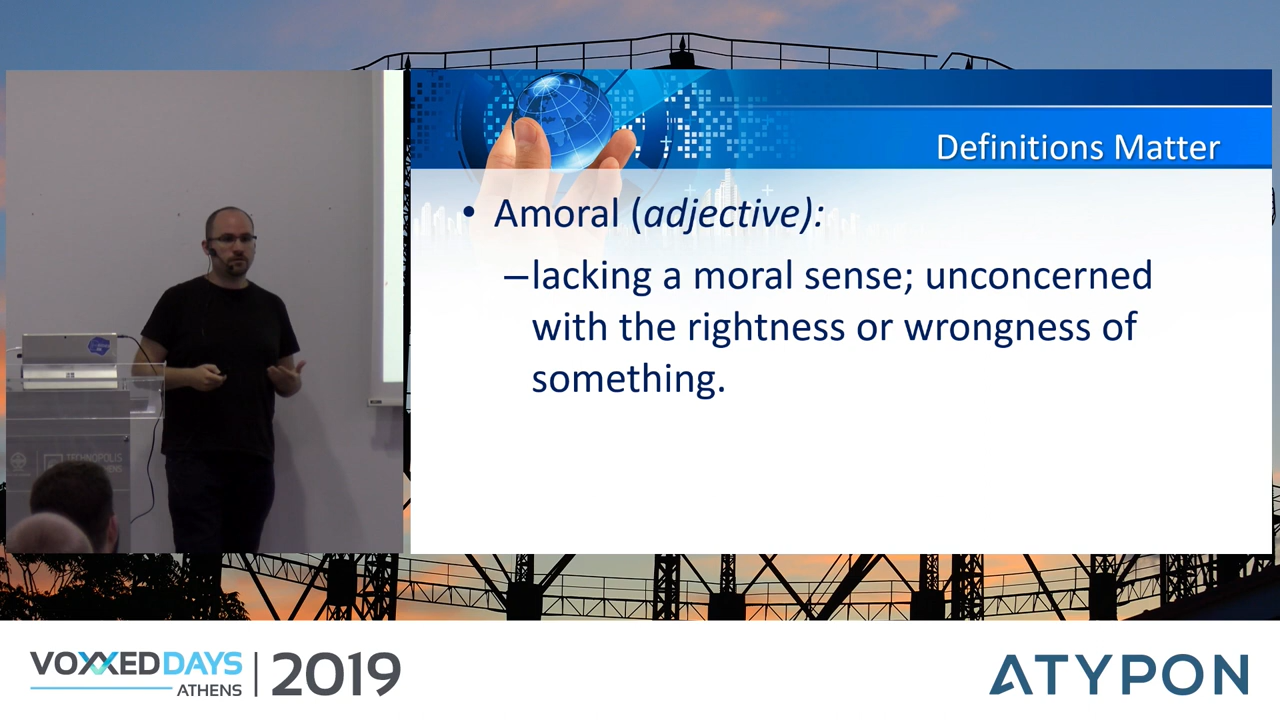 Definitions Matter
• Amoral (adjective):
–lacking a moral sense; unconcerned
with the rightness or wrongness of
something.
TECHNOPOLIS
VOXXEDDAYS
ATHENS
2019
ATYPON